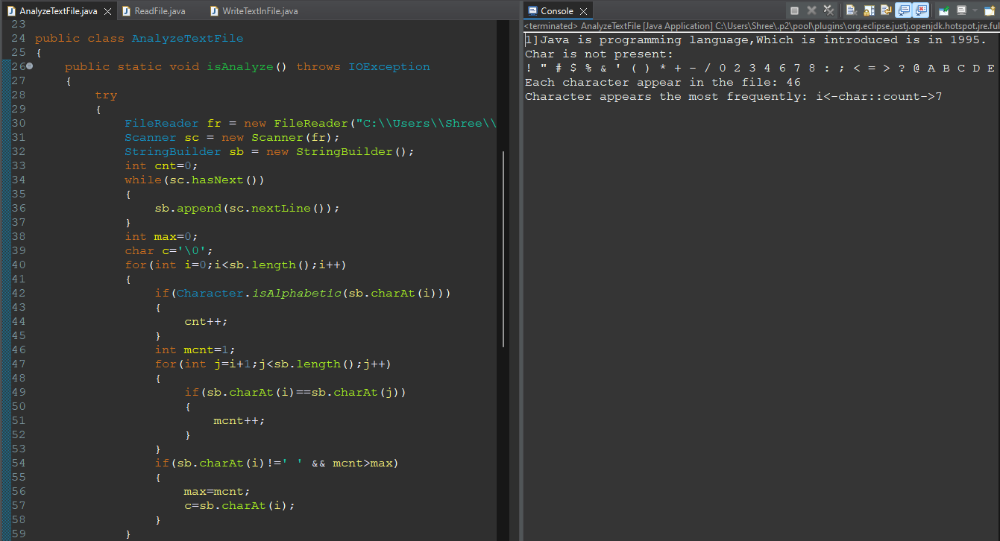 AnalyzeTextFile.java
ReadFile.java
WriteTextInFile.java
23
24 public class AnalyzeTextFile
25 {
26 public static void isAnalyze() throws IOException
27 {
28 try
29 {
30 FileReader fr = new FileReader("C:\\Users\\Shree\\
31 Scanner sc = new Scanner(fr);
32 StringBuilder sb = new StringBuilder();
33 int cnt=0;
34 while(sc.hasNext())
35 {
36 sb.append(sc.nextLine());
37 }
38 int max=0;
39 char c='\0';
40 for(int i=0;i<sb.length();i++)
41 {
42 if(Character.isAlphabetic(sb.charAt(i)))
43 {
44 cnt++;
45 }
46 int mcnt=1;
47 for(int j=i+1;j<sb.length();j++)
48 {
49 if(sb.charAt(i)==sb.charAt(j))
50 {
51 mcnt++;
52 }
53 }
54 if(sb.charAt(i)!=' ' && mcnt>max)
55 {
56 max=mcnt;
57 c=sb.charAt(i);
58 }
59 }
Console
<terminated> AnalyzeTextFile [Java Application] C:\Users\Shree\.p2\pool\plugins\org.eclipse.justj.openjdk.hotspot.jre.ful
1]Java is programming language,Which is introduced is in 1995.
Char is not present:
! " # $ % & ' ( ) * + - / 0 2 3 4 6 7 8 : ; < = > ? @ A B C D E
Each character appear in the file: 46
Character appears the most frequently: i<-char::count->7